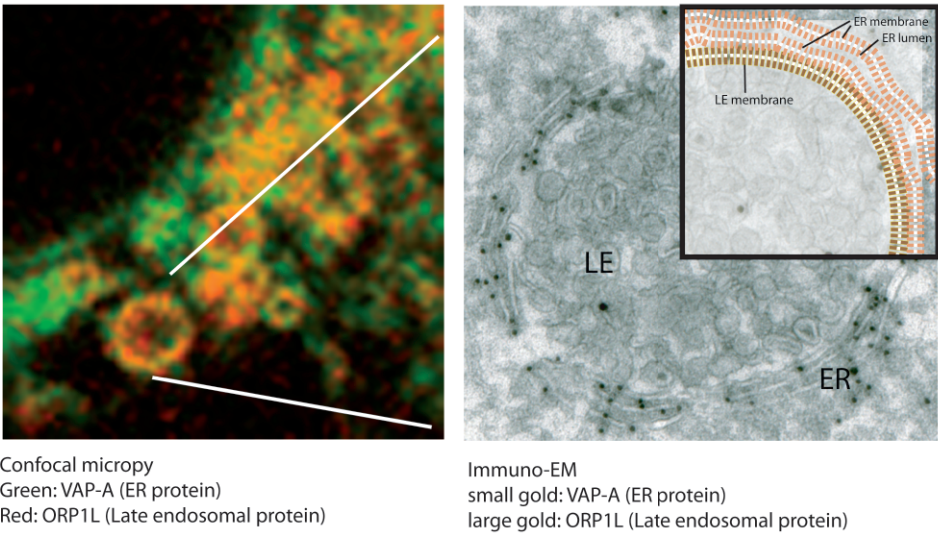 ER membrane
ER lumen
LE membrane
LE
ER
Confocal micropy
Green: VAP-A (ER protein)
Red: ORP1L (Late endosomal protein)
Immuno-EM
small gold: VAP-A (ER protein)
large gold: ORP1L (Late endosomal protein)